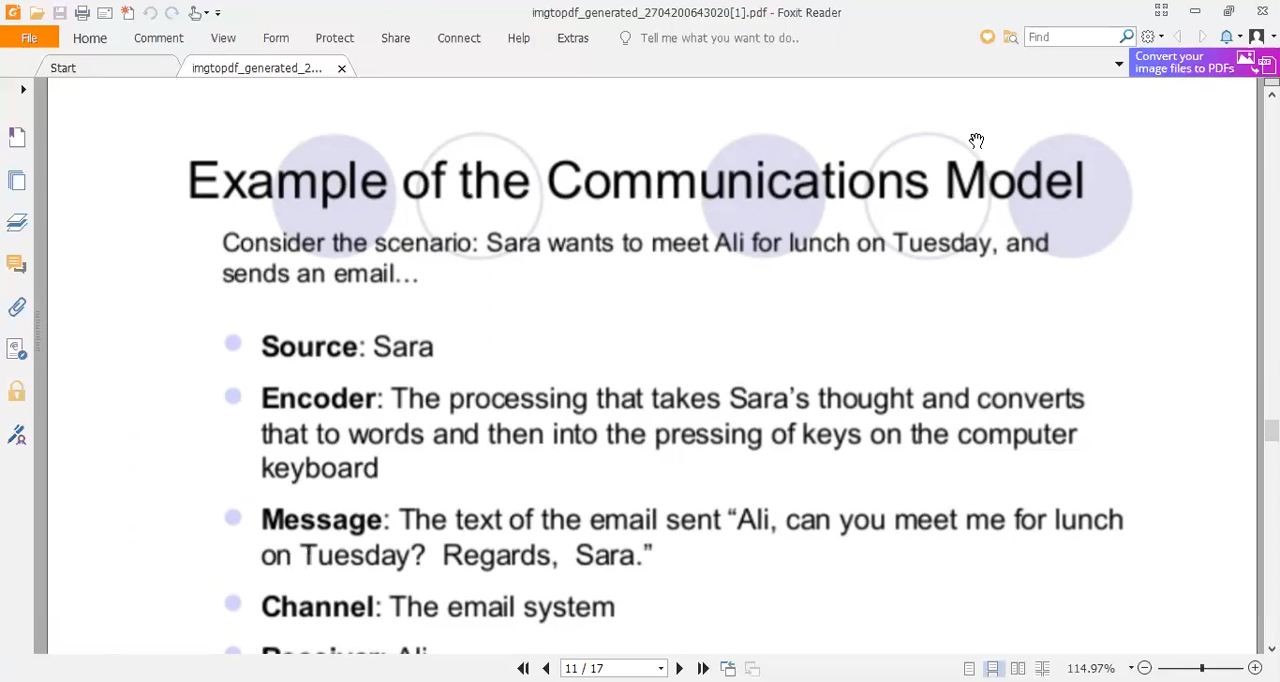 imgtopdf_generated_2704200643020[1].pdf - Foxit Reader
File Home Comment View Form Protect Share Connect Help Extras Tell me what you want to do.. Find
Start imgtopdf_generated_2...
Convert your
image files to PDFs
Example of the Communications Model
Consider the scenario: Sara wants to meet Ali for lunch on Tuesday, and
sends an email…
Source: Sara
Encoder: The processing that takes Sara's thought and converts
that to words and then into the pressing of keys on the computer
keyboard
Message: The text of the email sent “Ali, can you meet me for lunch
on Tuesday? Regards, Sara.”
Channel: The email system
Receiver: Ali
11 / 17 114.97%